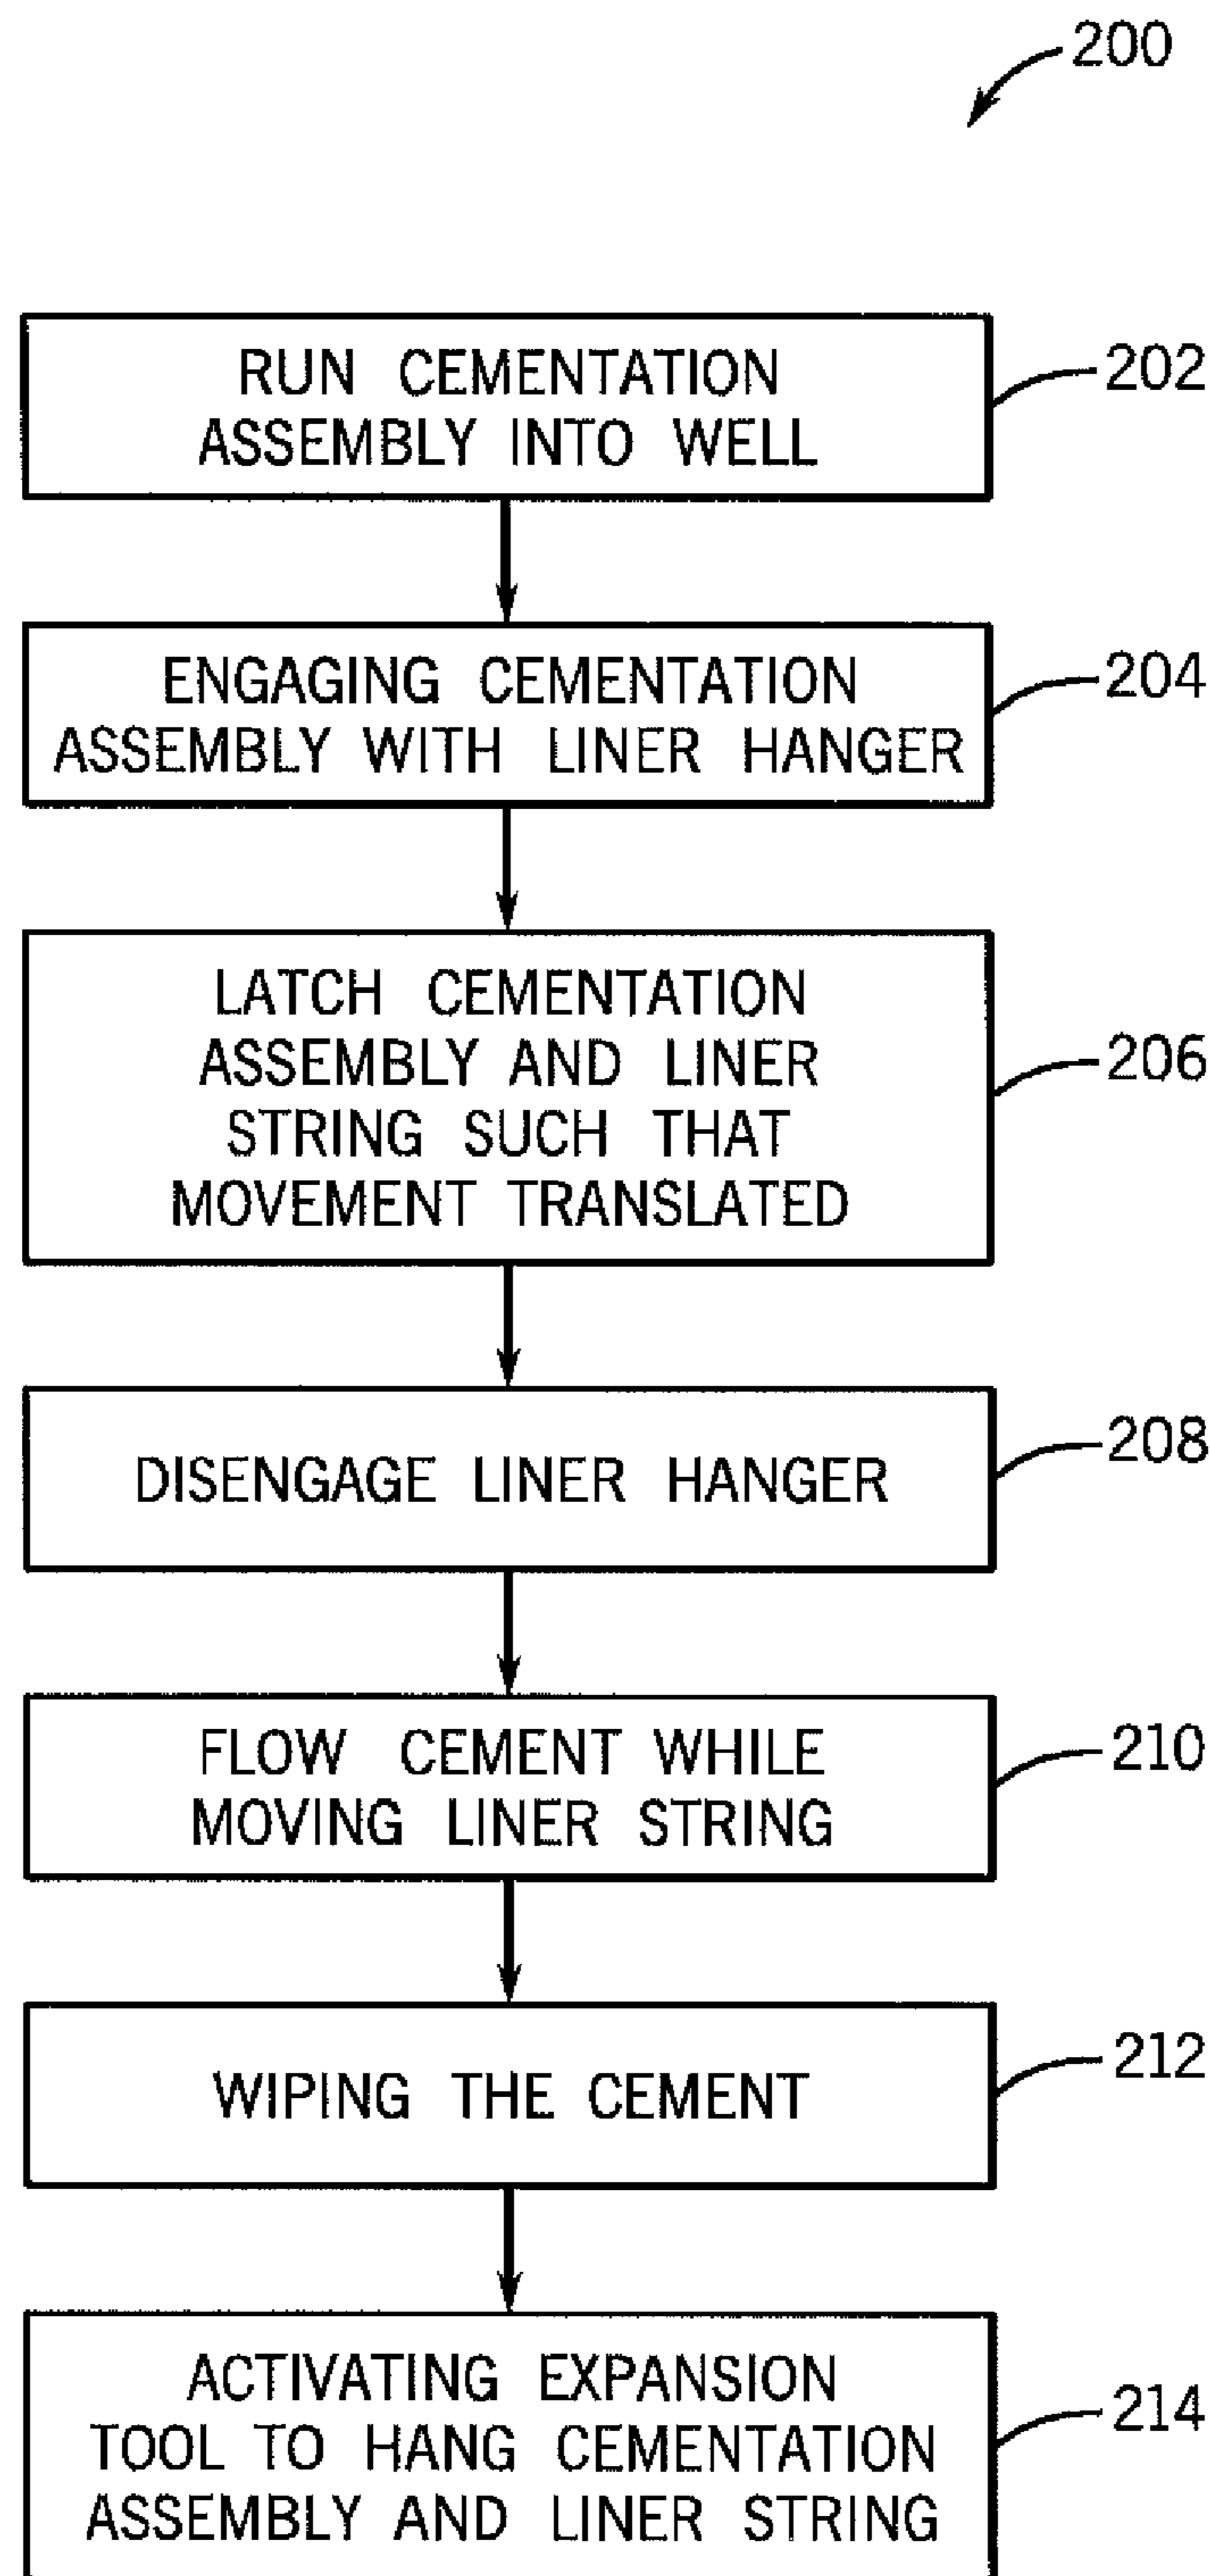 200
RUN CEMENTATION
ASSEMBLY INTO WELL
202
ENGAGING CEMENTATION
ASSEMBLY WITH LINER HANGER
204
LATCH CEMENTATION
ASSEMBLY AND LINER
STRING SUCH THAT
MOVEMENT TRANSLATED
206
DISENGAGE LINER HANGER
208
FLOW CEMENT WHILE
MOVING LINER STRING
210
WIPING THE CEMENT
212
ACTIVATING EXPANSION
TOOL TO HANG CEMENTATION
ASSEMBLY AND LINER STRING
214